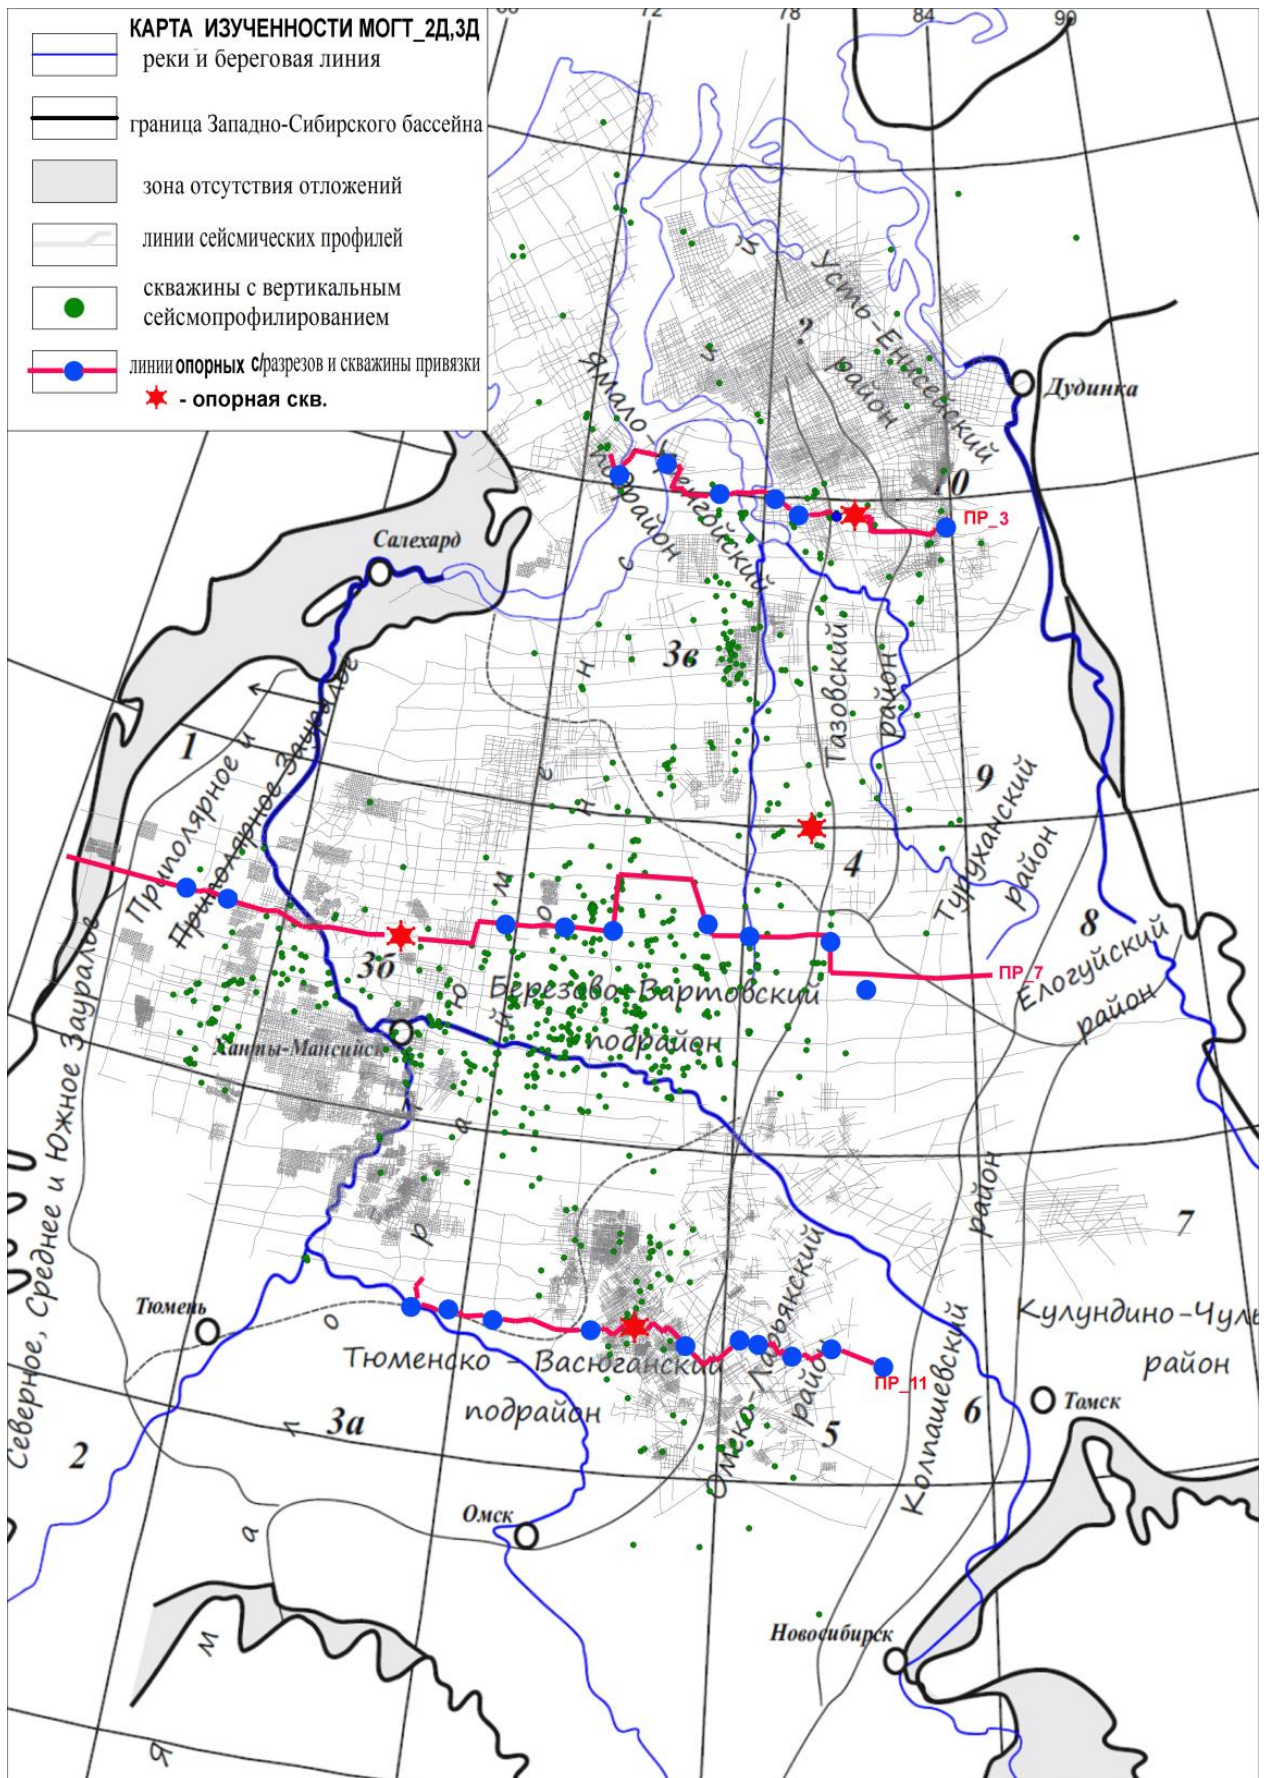 60 72 78 84 90
КАРТА ИЗУЧЕННОСТИ МОГТ_2Д,3Д
реки и береговая линия
граница Западно-Сибирского бассейна
зона отсутствия отложений
линии сейсмических профилей
скважины с вертикальным
сейсмопрофилированием
линии опорных с/разрезов и скважины привязки
- опорная скв.
Усть-Енисейский
район
?
Дудинка
Ямало-Уренгойский
подрайон
10
ПР_3
Салехард
3в
Тазовский
район
1
Приполярное и
Приполярное Зауралье
9
Туруханский
район
4
8
Елогуйский
район
3б
ПР_7
Березово-Вартовский
подрайон
Ханты-Мансийск
Северное, Среднее и Южное Зауралье
7
Кулундино-Чуль
район
Тюмень
Тюменско - Васюганский
подрайон
3а
2
Омско-Ларьякский
район
5
ПР_11
Колпашевский
район
6
Томск
Омск
Новосибирск